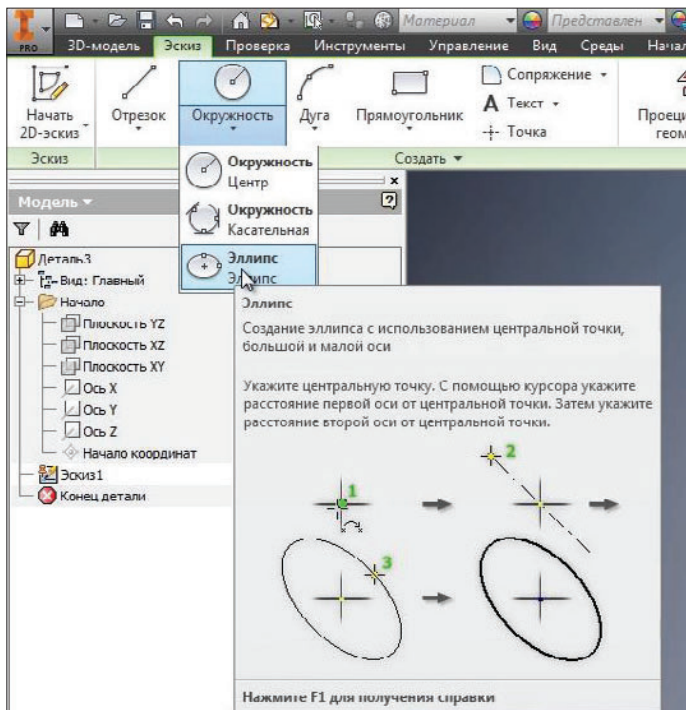 PRO
Материал
Представлен
3D-модель Эскиз Проверка Инструменты Управление Вид Среды Начал
Начать
2D-эскиз
Отрезок
Окружность
Дуга
Прямоугольник
Сопряжение
A Текст
Точка
Проеци
геом
Эскиз
Создать
Окружность
Центр
Окружность
Касательная
Эллипс
Эллипс
Модель
Деталь3
Вид: Главный
Начало
Плоскость YZ
Плоскость XZ
Плоскость XY
Ось X
Ось Y
Ось Z
Начало координат
Эскиз1
Конец детали
Эллипс
Создание эллипса с использованием центральной точки,
большой и малой оси
Укажите центральную точку. С помощью курсора укажите
расстояние первой оси от центральной точки. Затем укажите
расстояние второй оси от центральной точки.
1
2
3
Нажмите F1 для получения справки